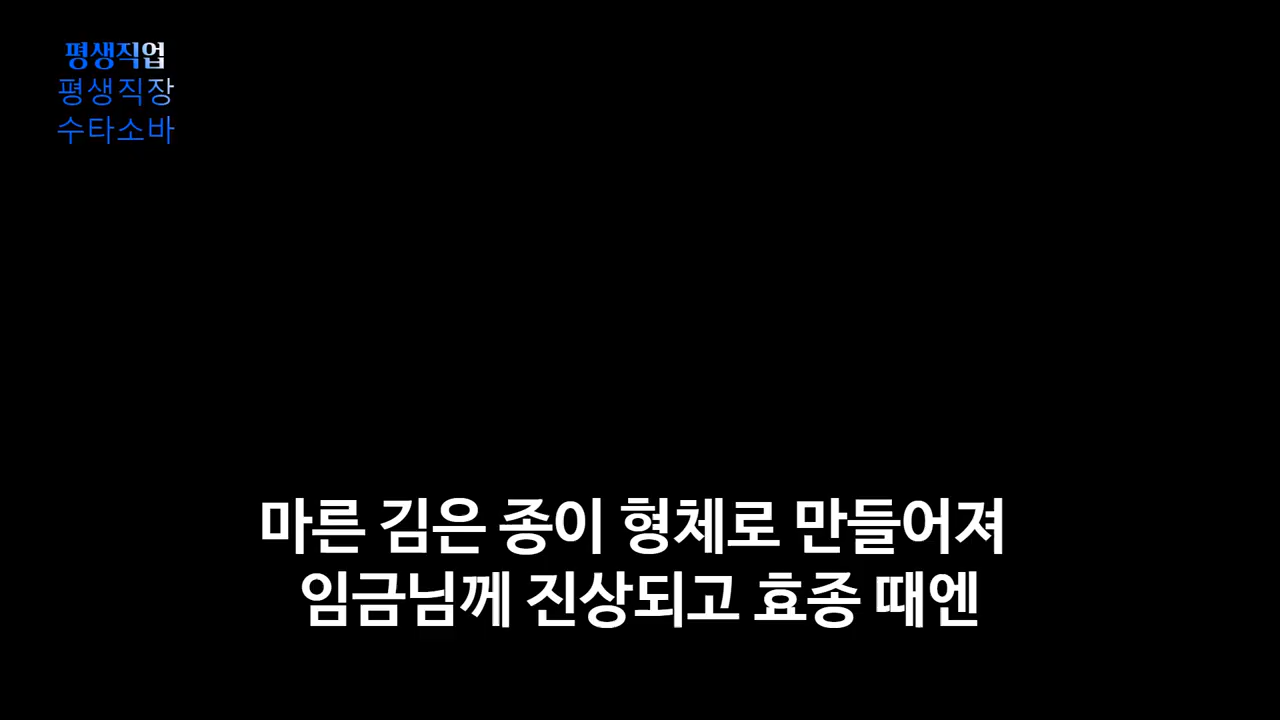 평생직업
평생직장
수타소바
마른 김은 종이 형체로 만들어져
임금님께 진상되고 효종 때엔